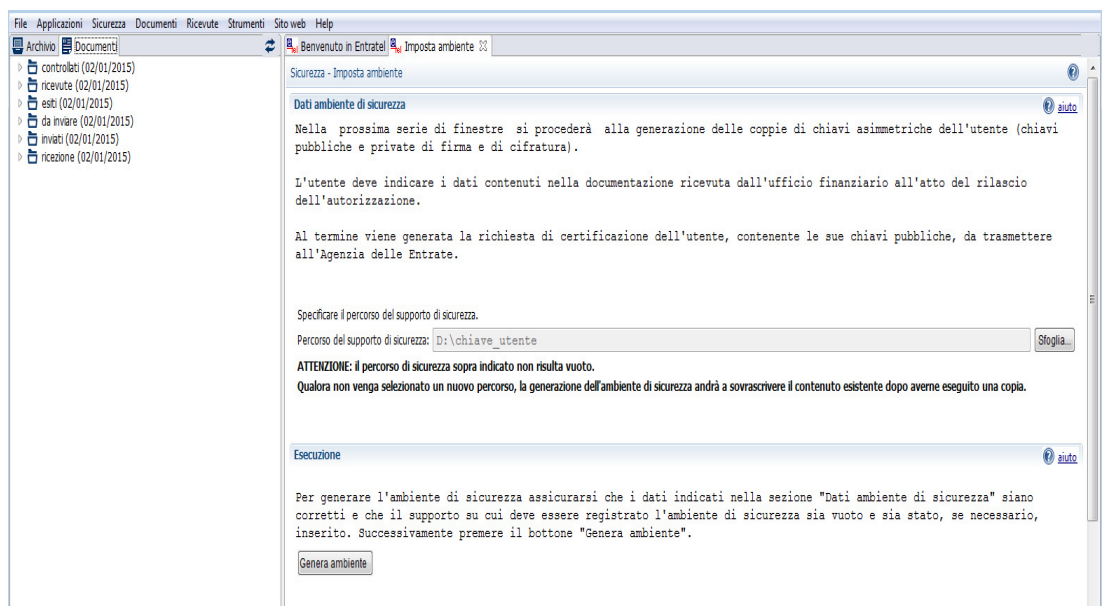 File Applicazioni Sicurezza Documenti Ricevute Strumenti Sito web Help
Archivio Documenti
controllati (02/01/2015)
ricevute (02/01/2015)
esiti (02/01/2015)
da inviare (02/01/2015)
inviati (02/01/2015)
ricezione (02/01/2015)
Benvenuto in Entratel Imposta ambiente
Sicurezza - Imposta ambiente
Dati ambiente di sicurezza aiuto
Nella prossima serie di finestre si procederà alla generazione delle coppie di chiavi asimmetriche dell'utente (chiavi
pubbliche e private di firma e di cifratura).
L'utente deve indicare i dati contenuti nella documentazione ricevuta dall'ufficio finanziario all'atto del rilascio
dell'autorizzazione.
Al termine viene generata la richiesta di certificazione dell'utente, contenente le sue chiavi pubbliche, da trasmettere
all'Agenzia delle Entrate.
Specificare il percorso del supporto di sicurezza.
Percorso del supporto di sicurezza: D:\chiave_utente Sfoglia...
ATTENZIONE: il percorso di sicurezza sopra indicato non risulta vuoto.
Qualora non venga selezionato un nuovo percorso, la generazione dell'ambiente di sicurezza andrà a sovrascrivere il contenuto esistente dopo averne eseguito una copia.
Esecuzione aiuto
Per generare l'ambiente di sicurezza assicurarsi che i dati indicati nella sezione "Dati ambiente di sicurezza" siano
corretti e che il supporto su cui deve essere registrato l'ambiente di sicurezza sia vuoto e sia stato, se necessario,
inserito. Successivamente premere il bottone "Genera ambiente".
Genera ambiente